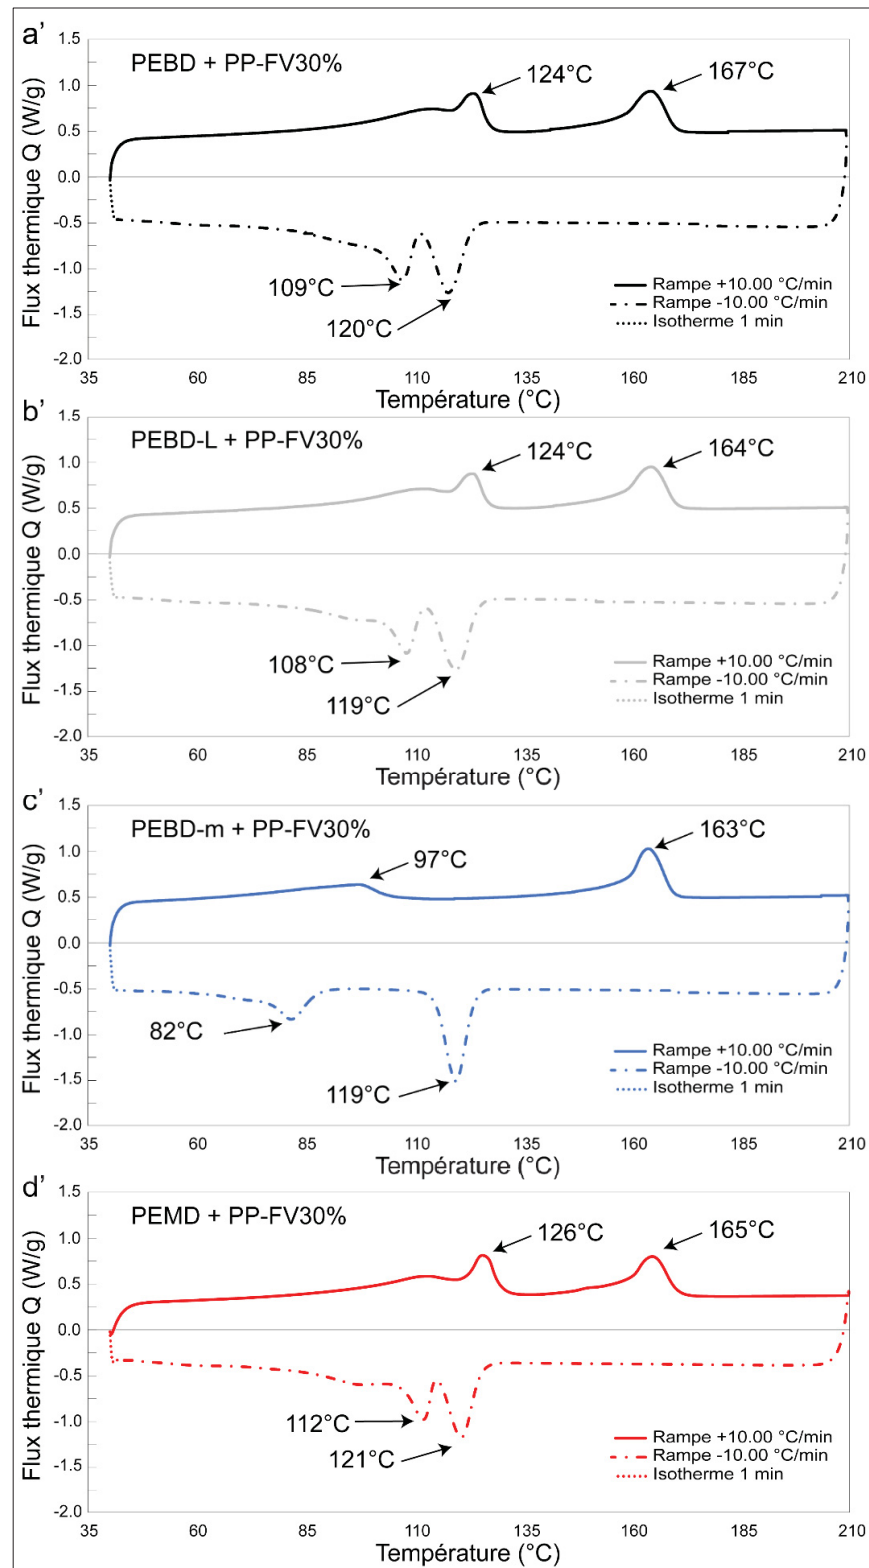 a’
PEBD + PP-FV30%
124°C
167°C
109°C
120°C
Flux thermique Q (W/g)
1.5
1.0
0.5
0.0
-0.5
-1.0
-1.5
-2.0
Rampe +10.00 °C/min
Rampe -10.00 °C/min
Isotherme 1 min
35 60 85 110 135 160 185 210
Température (°C)
b’
PEBD-L + PP-FV30%
124°C
164°C
108°C
119°C
Flux thermique Q (W/g)
1.0
0.5
0.0
-0.5
-1.0
-1.5
-2.0
Rampe +10.00 °C/min
Rampe -10.00 °C/min
Isotherme 1 min
35 60 85 110 135 160 185 210
Température (°C)
c’
PEBD-m + PP-FV30%
97°C
163°C
82°C
119°C
Flux thermique Q (W/g)
1.5
1.0
0.5
0.0
-0.5
-1.0
-1.5
-2.0
Rampe +10.00 °C/min
Rampe -10.00 °C/min
Isotherme 1 min
35 60 85 110 135 160 185 210
Température (°C)
d’
PEMD + PP-FV30%
126°C
165°C
112°C
121°C
Flux thermique Q (W/g)
1.5
1.0
0.5
0.0
-0.5
-1.0
-1.5
-2.0
Rampe +10.00 °C/min
Rampe -10.00 °C/min
Isotherme 1 min
35 60 85 110 135 160 185 210
Température (°C)